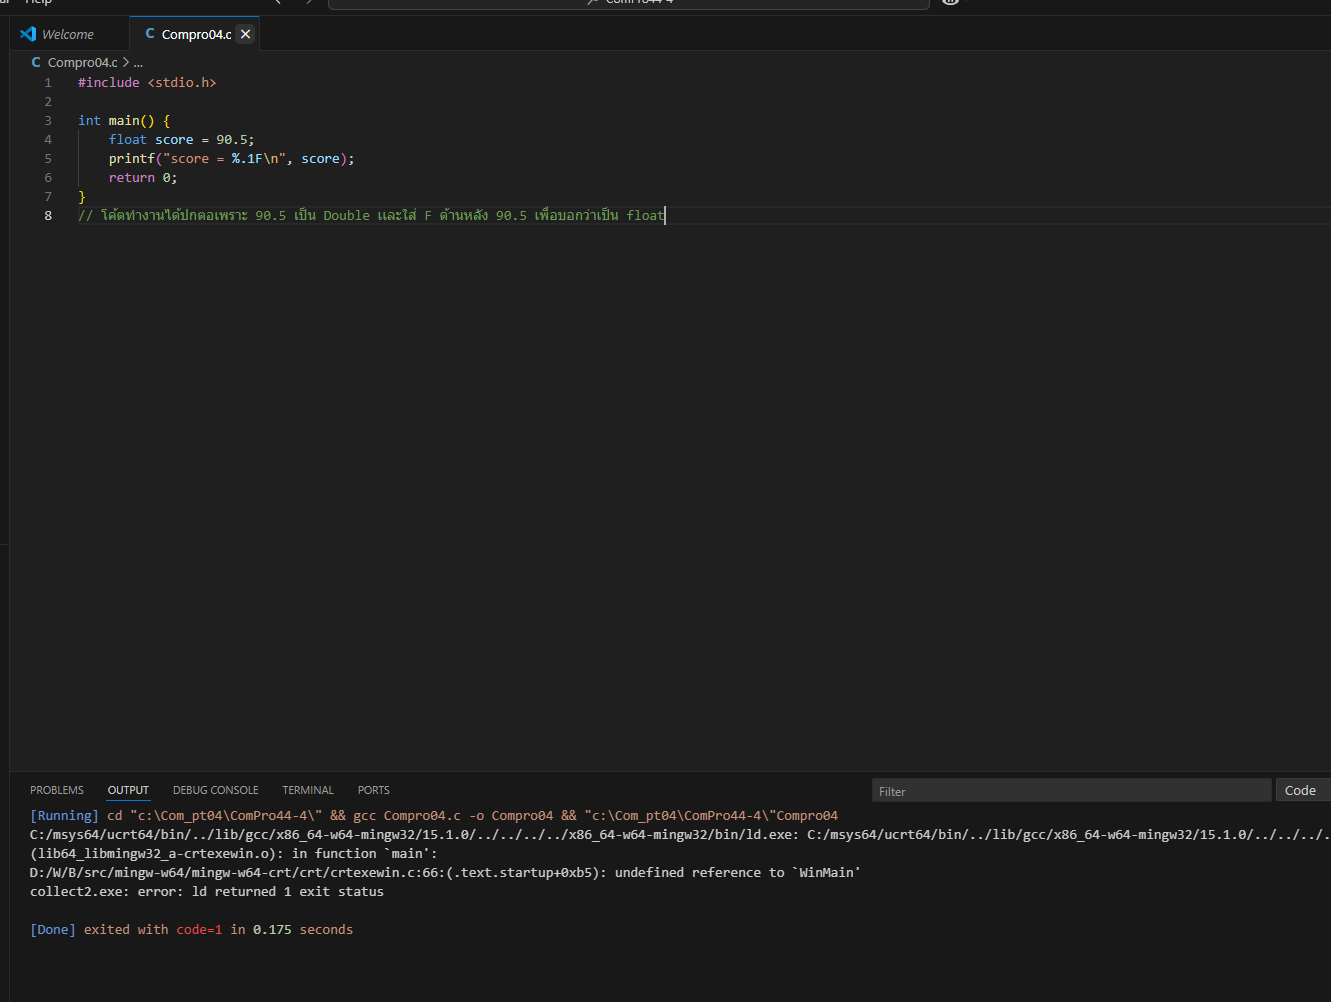 Help
ComPro44-4
Welcome
C Compro04.c
C Compro04.c > ...
1 #include <stdio.h>
2
3 int main() {
4 float score = 90.5;
5 printf("score = %.1F\n", score);
6 return 0;
7 }
8 // โค้ตทำงานได้ปกตอเพราะ 90.5 เป็น Double และใส่ F ด้านหลัง 90.5 เพื่อบอกว่าเป็น float
PROBLEMS OUTPUT DEBUG CONSOLE TERMINAL PORTS Filter Code
[Running] cd "c:\Com_pt04\ComPro44-4\" && gcc Compro04.c -o Compro04 && "c:\Com_pt04\ComPro44-4\"Compro04
C:/msys64/ucrt64/bin/../lib/gcc/x86_64-w64-mingw32/15.1.0/../../../../x86_64-w64-mingw32/bin/ld.exe: C:/msys64/ucrt64/bin/../lib/gcc/x86_64-w64-mingw32/15.1.0/../../../.
(lib64_libmingw32_a-crtexewin.o): in function `main':
D:/W/B/src/mingw-w64/mingw-w64-crt/crt/crtexewin.c:66:(.text.startup+0xb5): undefined reference to `WinMain'
collect2.exe: error: ld returned 1 exit status
[Done] exited with code=1 in 0.175 seconds